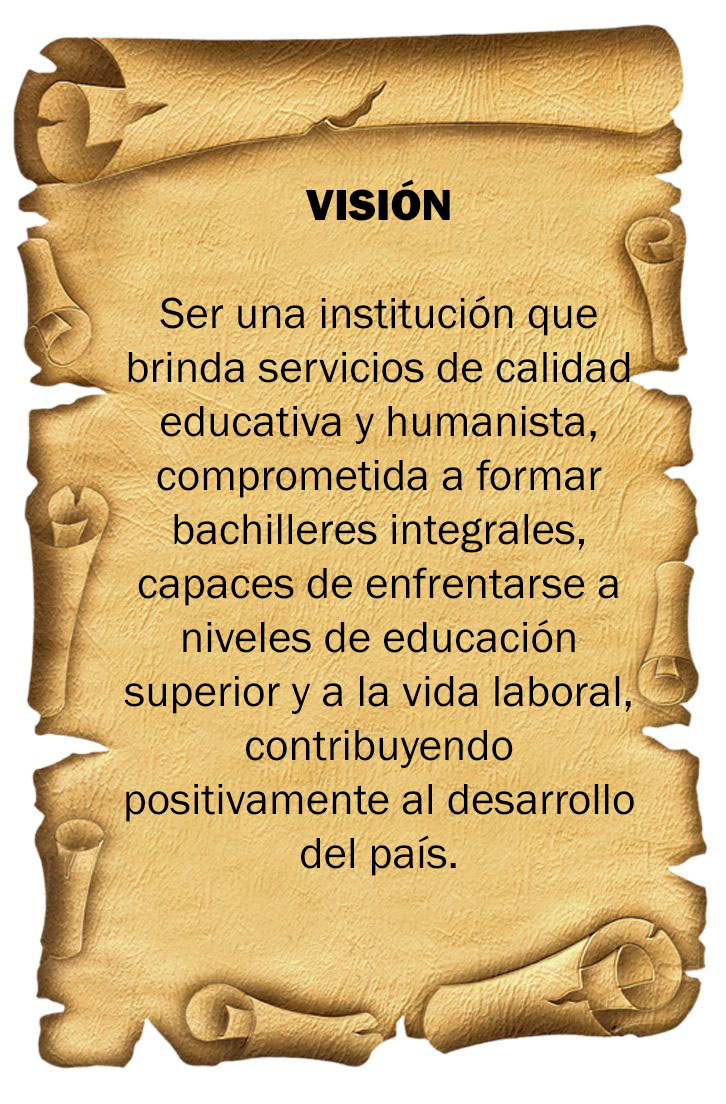 VISIÓN
Ser una institución que
brinda servicios de calidad
educativa y humanista,
comprometida a formar
bachilleres integrales,
capaces de enfrentarse a
niveles de educación
superior y a la vida laboral,
contribuyendo
positivamente al desarrollo
del país.